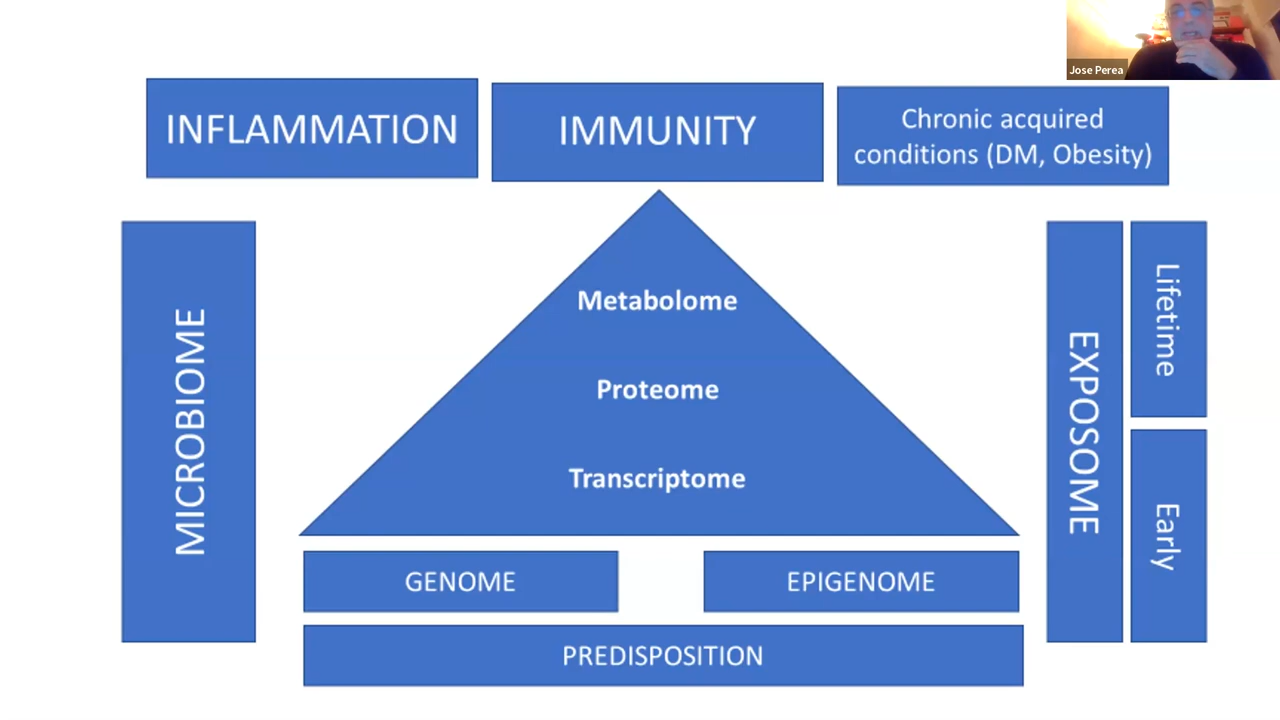 Jose Perea
INFLAMMATION
IMMUNITY
Chronic acquired
conditions (DM, Obesity)
MICROBIOME
Metabolome
Proteome
Transcriptome
EXPOSOME
Lifetime
Early
GENOME
EPIGENOME
PREDISPOSITION